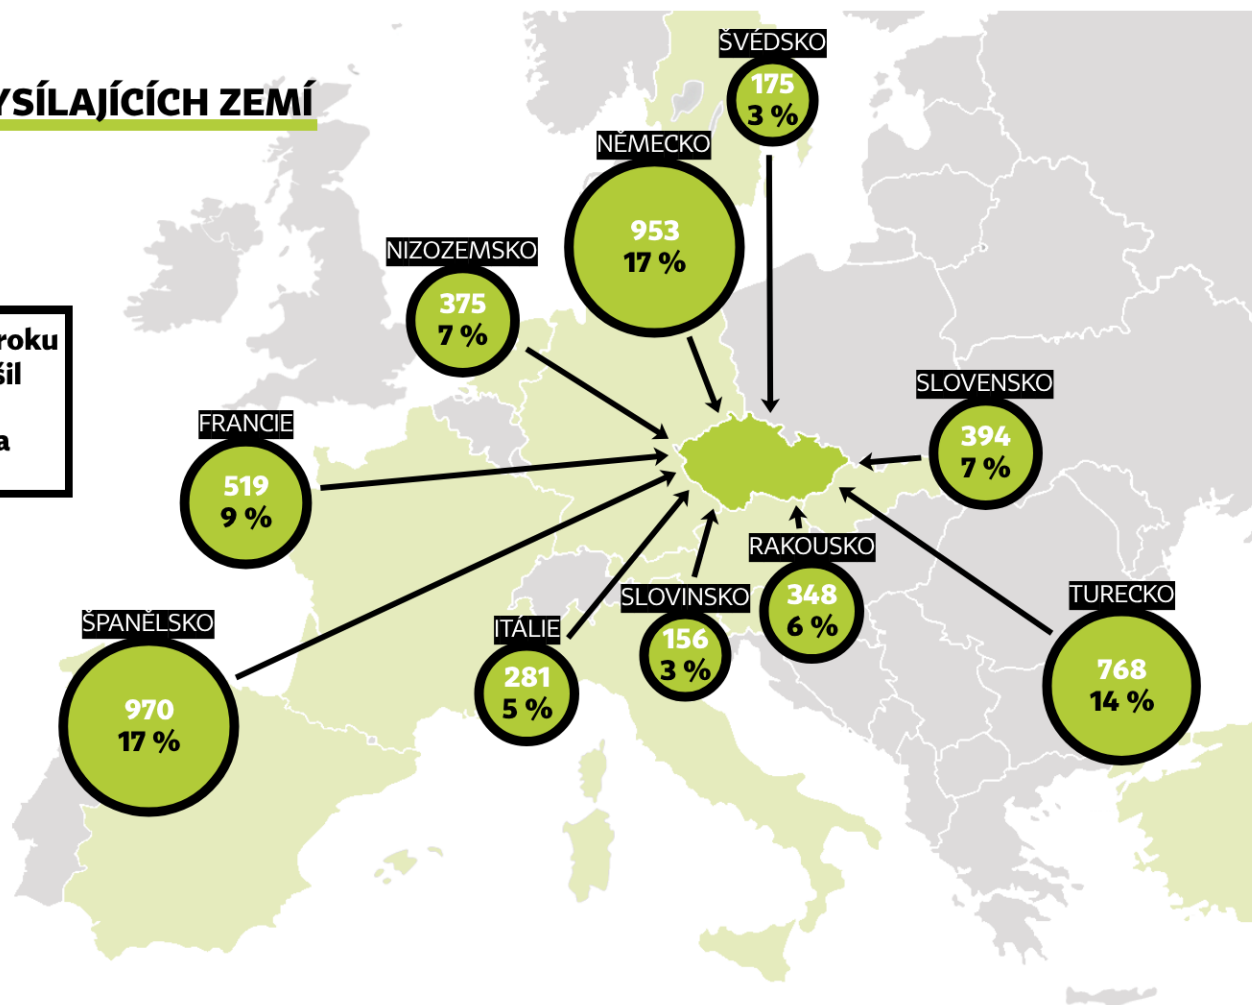 YSÍLAJÍCÍCH ZEMÍ
roku
šil
a
ŠVÉDSKO
175
3 %
NĚMECKO
953
17 %
NIZOZEMSKO
375
7 %
SLOVENSKO
394
7 %
FRANCIE
519
9 %
RAKOUSKO
348
6 %
SLOVINSKO
156
3 %
TURECKO
768
14 %
ŠPANĚLSKO
970
17 %
ITÁLIE
281
5 %